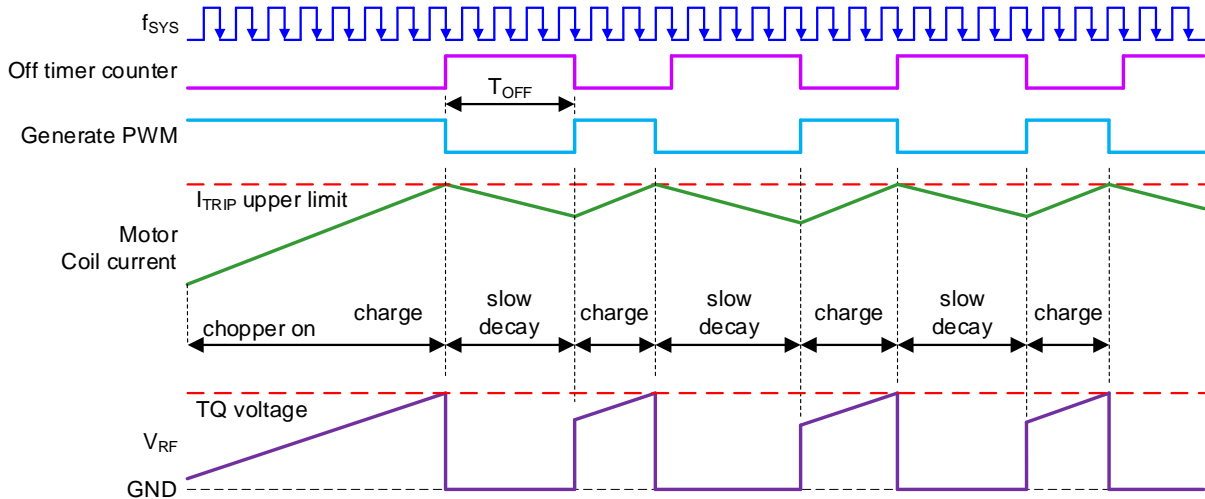 fSYS
Off timer counter
TOFF
Generate PWM
ITRIP upper limit
Motor
Coil current
chopper on
charge
slow
decay
charge
slow
decay
charge
slow
decay
charge
TQ voltage
VRF
GND